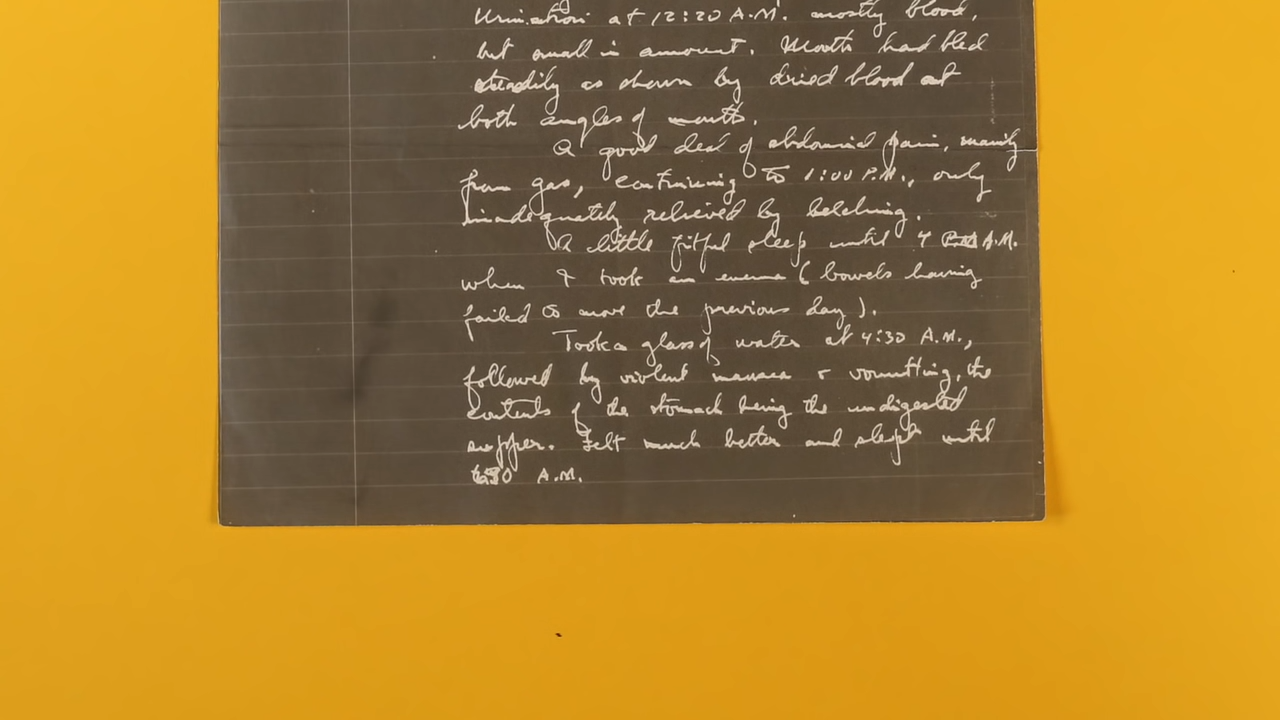 Urination at 12:20 A.M. mostly blood,
but small in amount. Mouth had bled
steadily as shown by dried blood at
both angles of mouth.
A good deal of abdominal pain, mainly
from gas, continuing to 1:00 P.M., only
inadequately relieved by belching.
A little fitful sleep until 4 A.M.
when I took an enema (bowels having
failed to move the previous day).
Took a glass of water at 4:30 A.M.,
followed by violent nausea & vomitting, the
contents of the stomach being the undigested
supper. Felt much better and slept until
A.M.